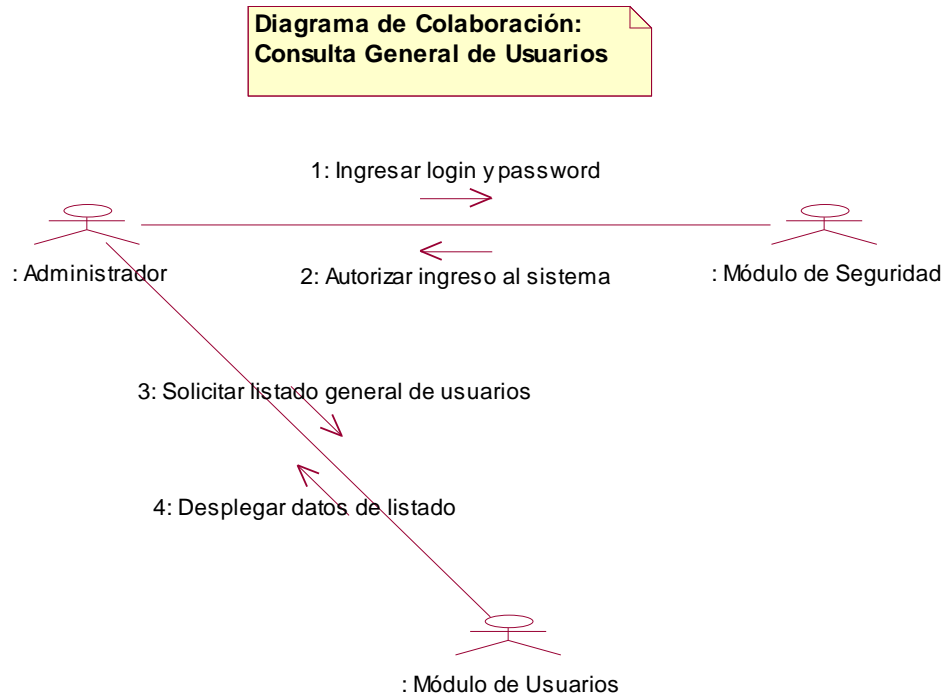 Diagrama de Colaboración:
Consulta General de Usuarios
1: Ingresar login y password
: Administrador
2: Autorizar ingreso al sistema
: Módulo de Seguridad
3: Solicitar listado general de usuarios
4: Desplegar datos de listado
: Módulo de Usuarios